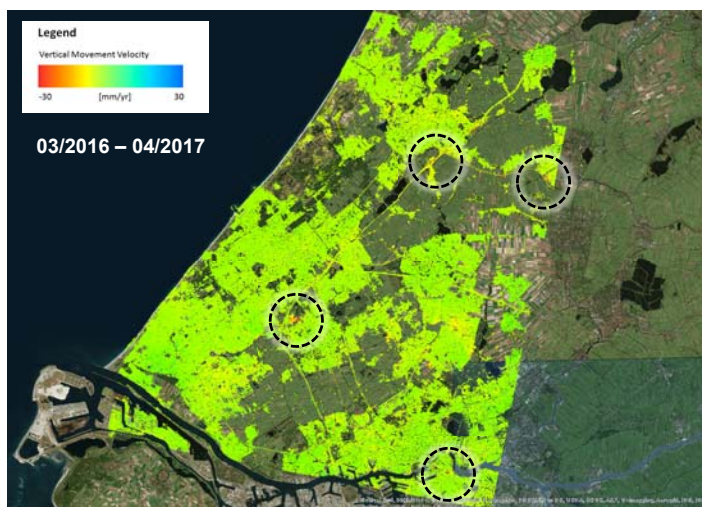 Legend
Vertical Movement Velocity
-30 [mm/yr] 30
03/2016 – 04/2017